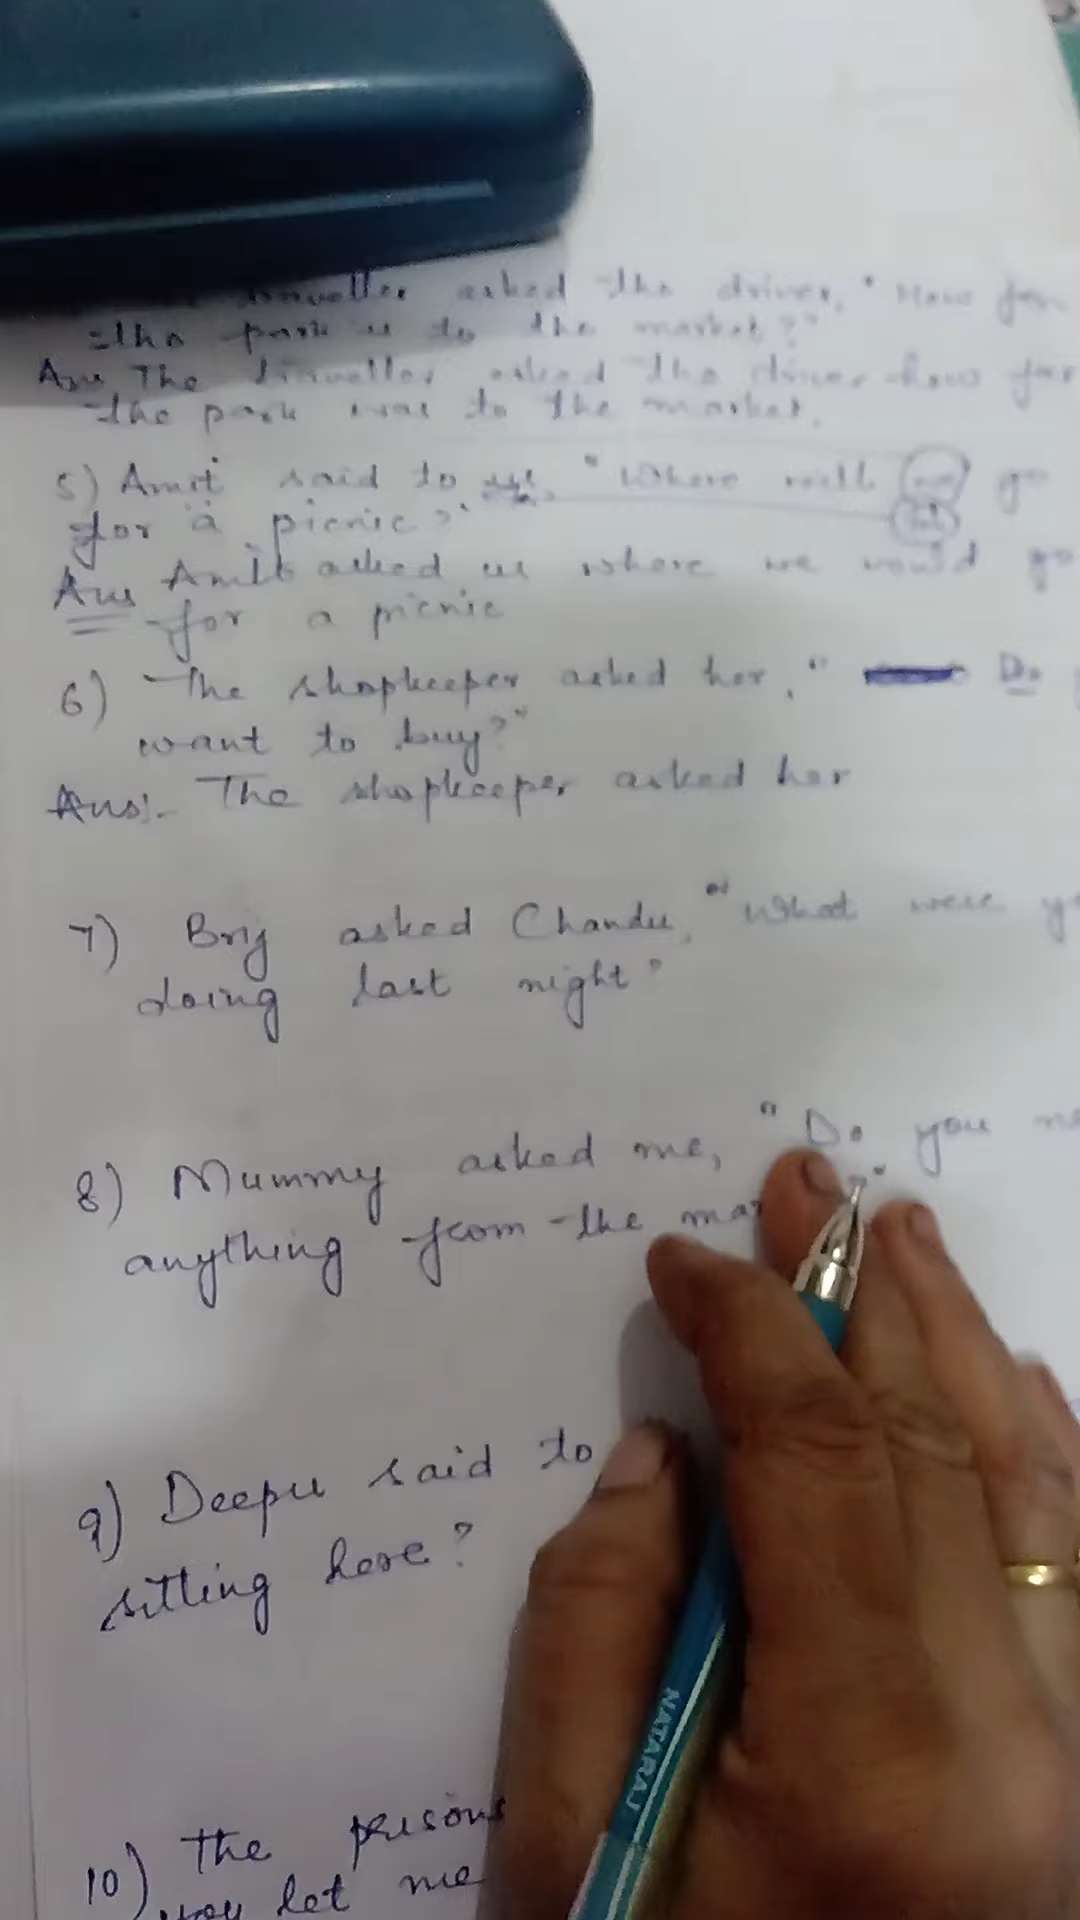 traveller asked the driver, "How far
the park is to the market?"
Ans. The traveller asked the driver how far
the park was to the market.
5) Amit said to us, "Where will we go
for a picnic?"
Ans Amit asked us where we would go
for a picnic
6) The shopkeeper asked her, " Do
want to buy?"
Ans:- The shopkeeper asked her
7) Brij asked Chandu, "What were
doing last night?
8) Mummy asked me, "Do you
anything from the "
9) Deepu said to
sitting here?
10) The
you let me
NATARAJ